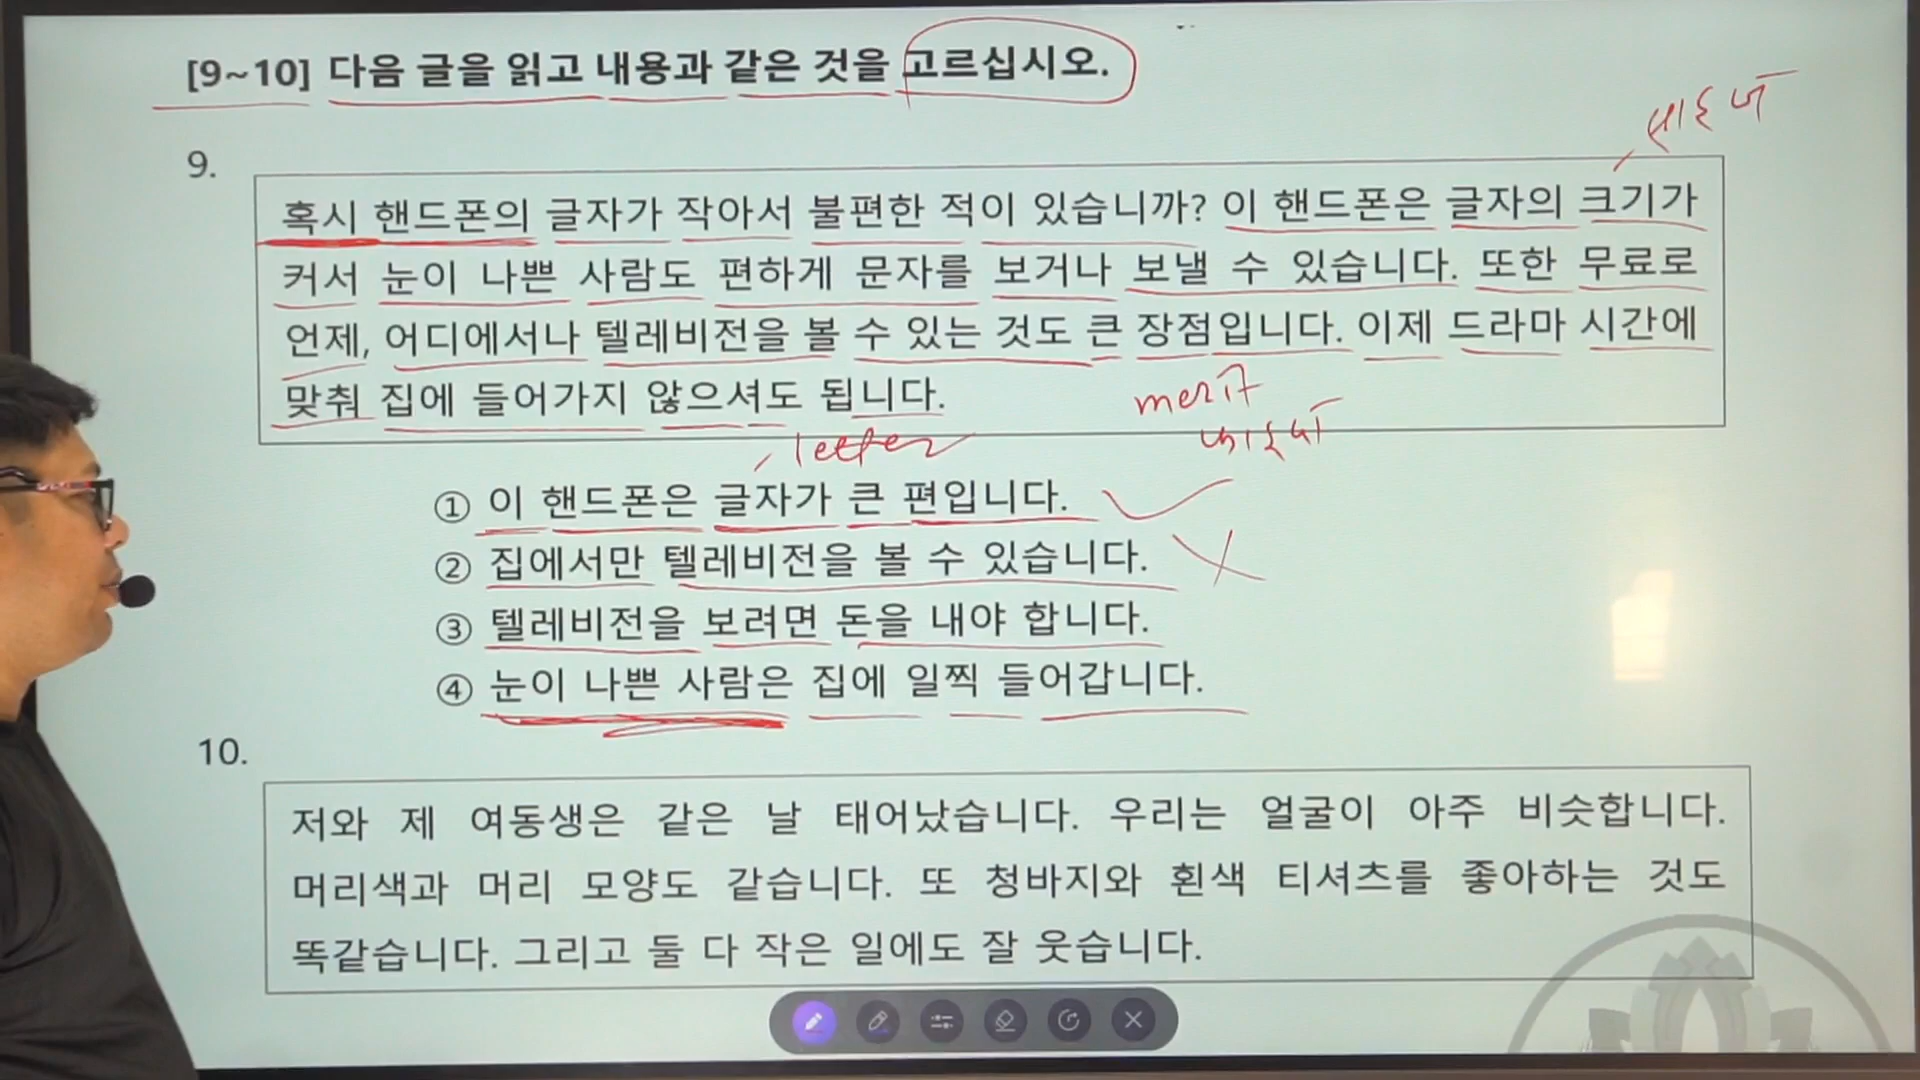 [9~10] 다음 글을 읽고 내용과 같은 것을 고르십시오.
9.
혹시 핸드폰의 글자가 작아서 불편한 적이 있습니까? 이 핸드폰은 글자의 크기가
커서 눈이 나쁜 사람도 편하게 문자를 보거나 보낼 수 있습니다. 또한 무료로
언제, 어디에서나 텔레비전을 볼 수 있는 것도 큰 장점입니다. 이제 드라마 시간에
맞춰 집에 들어가지 않으셔도 됩니다.
merit
letter
① 이 핸드폰은 글자가 큰 편입니다.
② 집에서만 텔레비전을 볼 수 있습니다.
③ 텔레비전을 보려면 돈을 내야 합니다.
④ 눈이 나쁜 사람은 집에 일찍 들어갑니다.
10.
저와 제 여동생은 같은 날 태어났습니다. 우리는 얼굴이 아주 비슷합니다.
머리색과 머리 모양도 같습니다. 또 청바지와 흰색 티셔츠를 좋아하는 것도
똑같습니다. 그리고 둘 다 작은 일에도 잘 웃습니다.